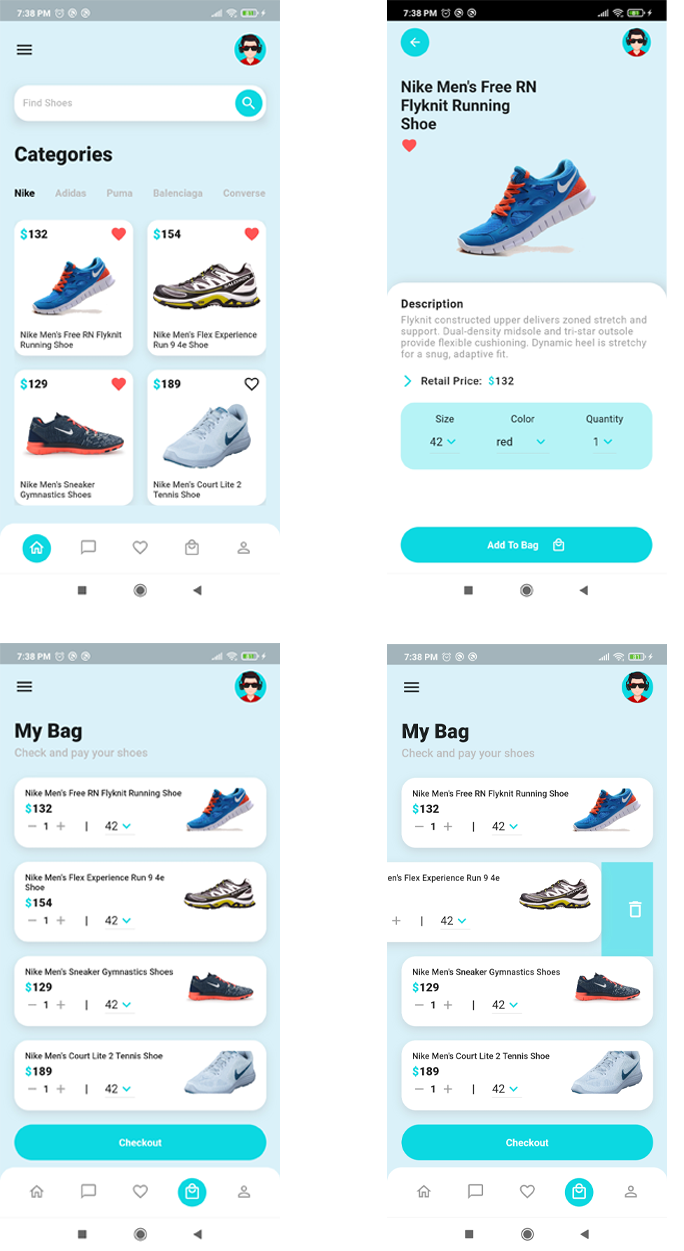 7:38 PM
Find Shoes
Categories
Nike Adidas Puma Balenciaga Converse
$132
Nike Men's Free RN Flyknit
Running Shoe
$154
SALOMON
Nike Men's Flex Experience
Run 9 4e Shoe
$129
Nike Men's Sneaker
Gymnastics Shoes
$189
Nike Men's Court Lite 2
Tennis Shoe
7:38 PM
Nike Men's Free RN
Flyknit Running
Shoe
Description
Flyknit constructed upper delivers zoned stretch and
support. Dual-density midsole and tri-star outsole
provide flexible cushioning. Dynamic heel is stretchy
for a snug, adaptive fit.
Retail Price: $132
Size Color Quantity
42 red 1
Add To Bag
7:38 PM
My Bag
Check and pay your shoes
Nike Men's Free RN Flyknit Running Shoe
$132
− 1 + | 42
Nike Men's Flex Experience Run 9 4e
Shoe
$154
− 1 + | 42
Nike Men's Sneaker Gymnastics Shoes
$129
− 1 + | 42
Nike Men's Court Lite 2 Tennis Shoe
$189
− 1 + | 42
Checkout
7:38 PM
My Bag
Check and pay your shoes
Nike Men's Free RN Flyknit Running Shoe
$132
− 1 + | 42
en's Flex Experience Run 9 4e
+ | 42
Nike Men's Sneaker Gymnastics Shoes
$129
− 1 + | 42
Nike Men's Court Lite 2 Tennis Shoe
$189
− 1 + | 42
Checkout